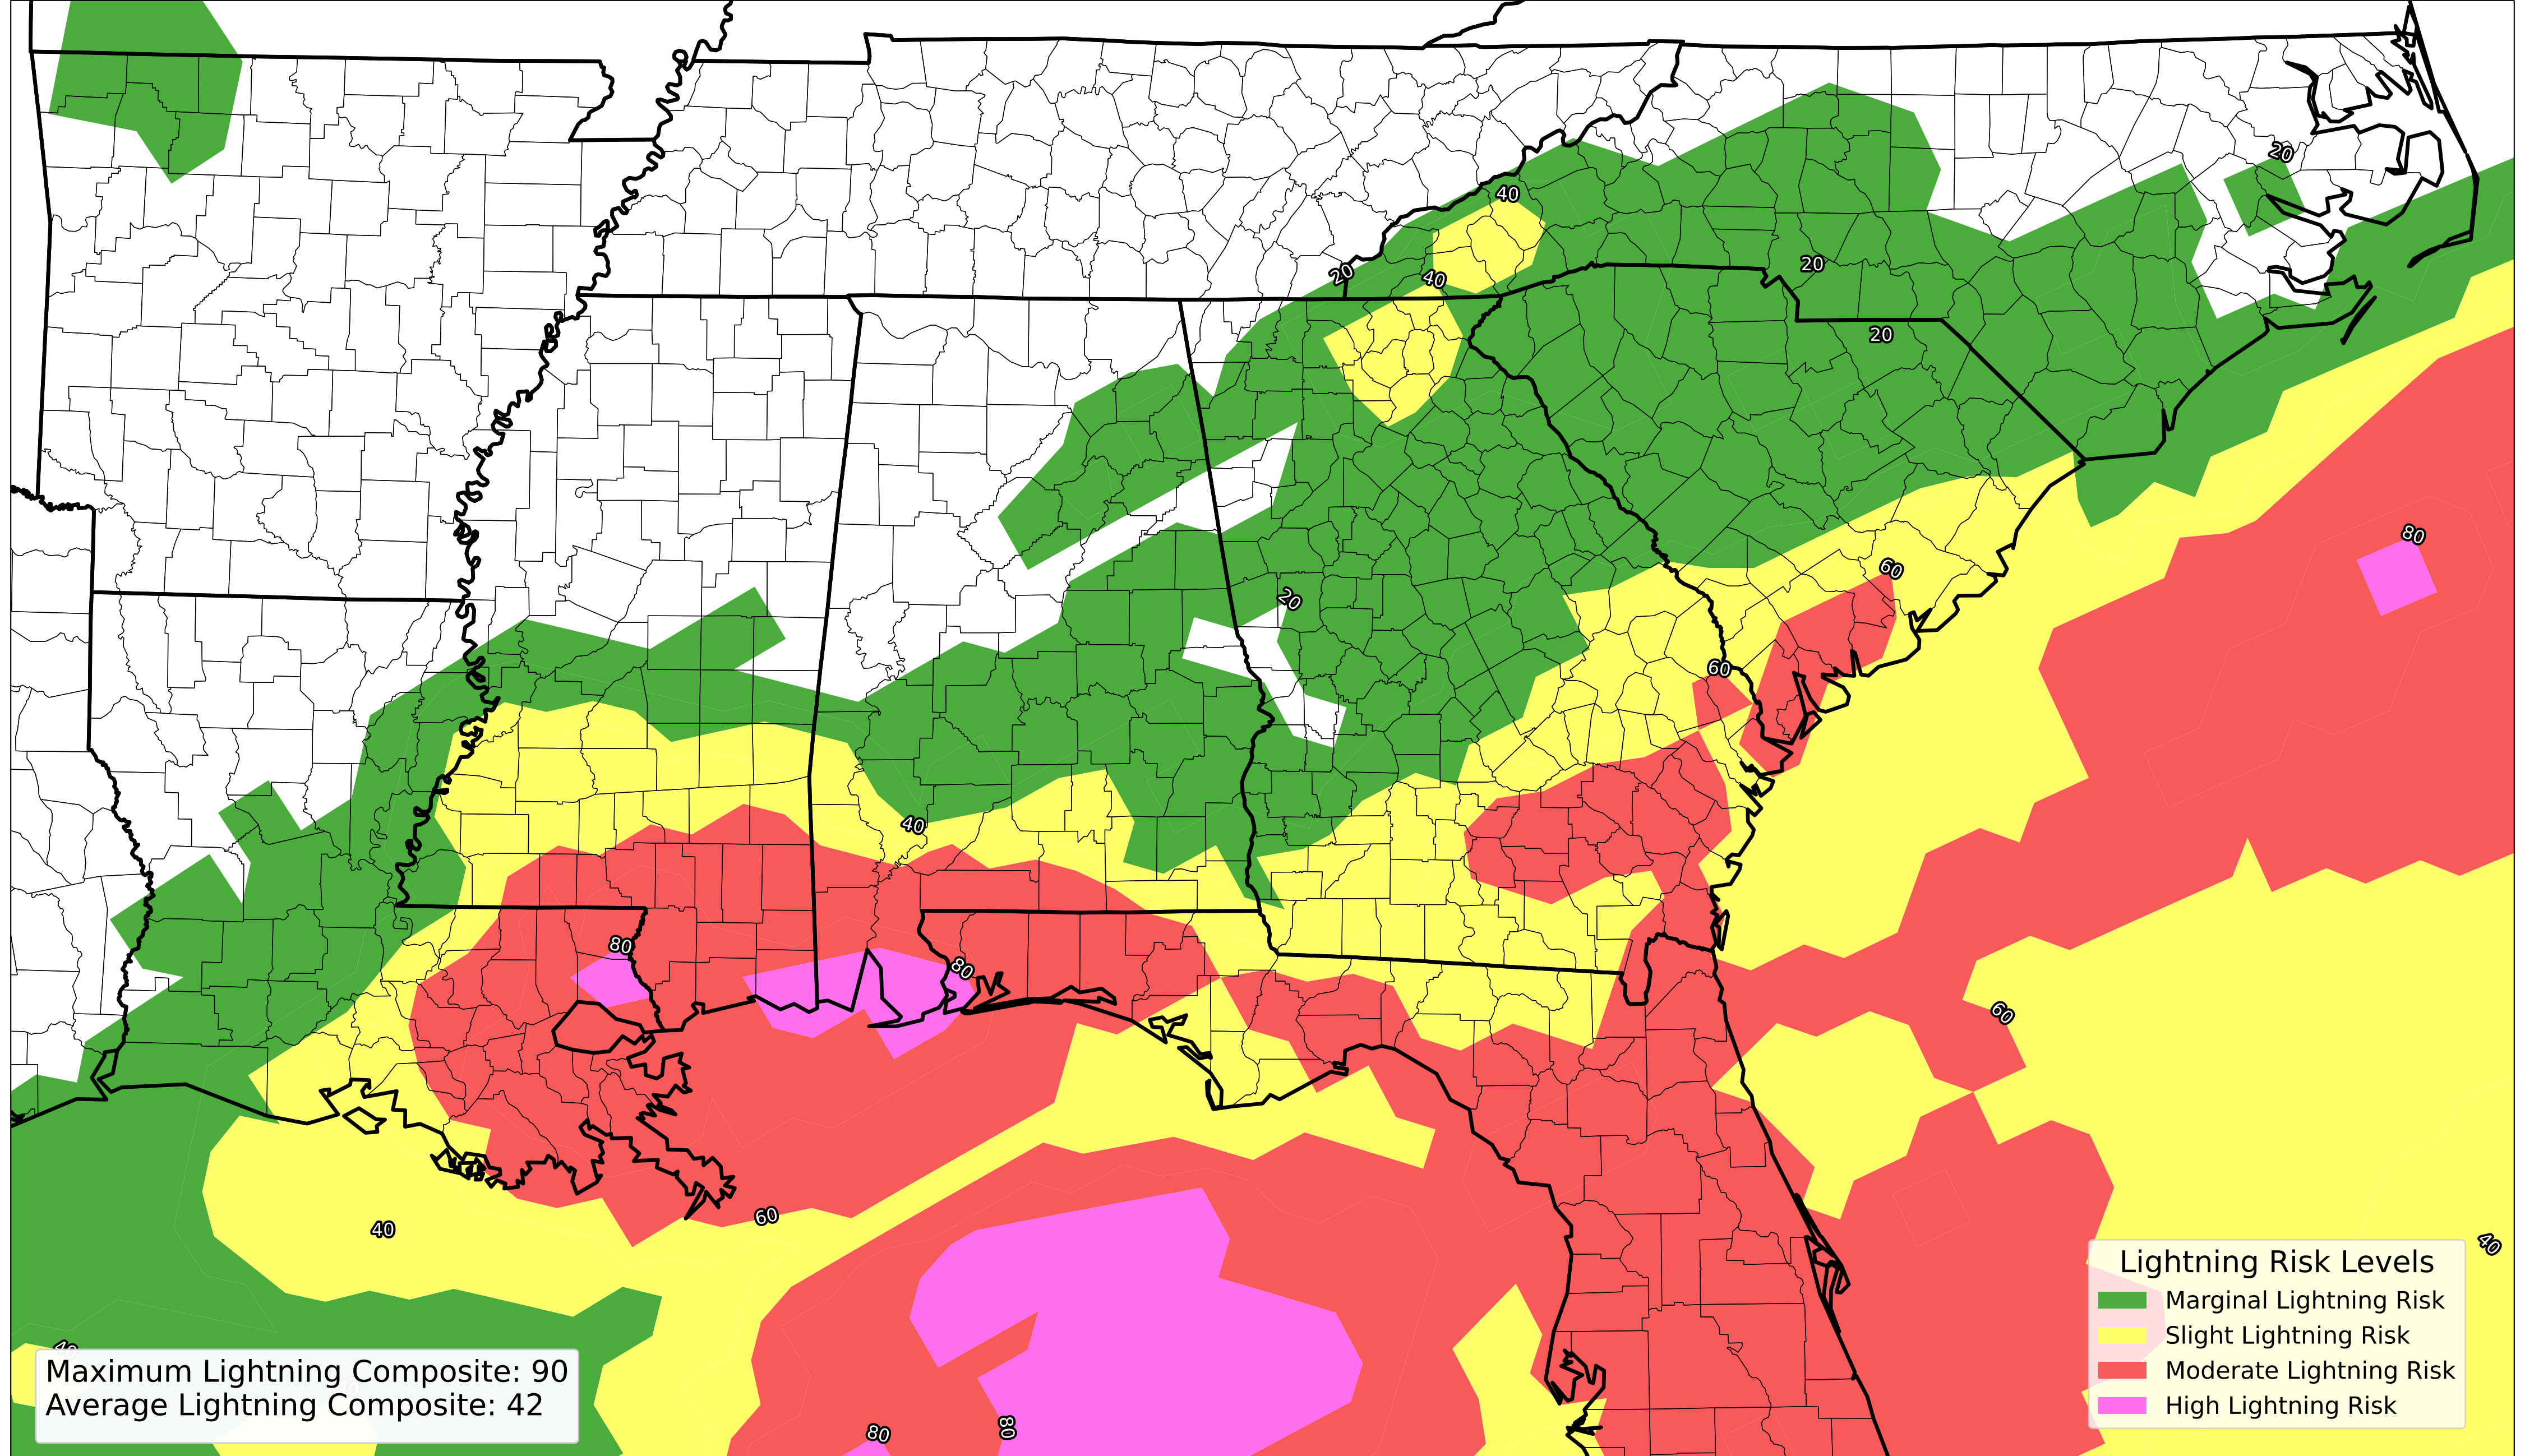 20
40
20
40
20
20
80
60
20
60
40
80
80
60
60
40
40
Lightning Risk Levels
Marginal Lightning Risk
Slight Lightning Risk
Moderate Lightning Risk
High Lightning Risk
Maximum Lightning Composite: 90
Average Lightning Composite: 42
80
80